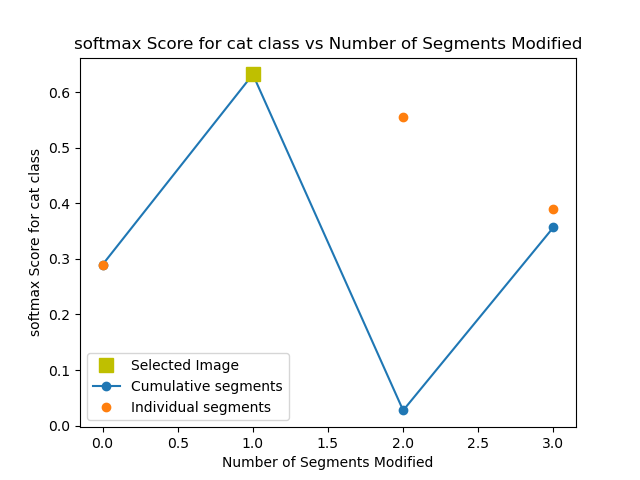 softmax Score for cat class vs Number of Segments Modified
softmax Score for cat class
0.6
0.5
0.4
0.3
0.2
0.1
0.0
Selected Image
Cumulative segments
Individual segments
0.0 0.5 1.0 1.5 2.0 2.5 3.0
Number of Segments Modified